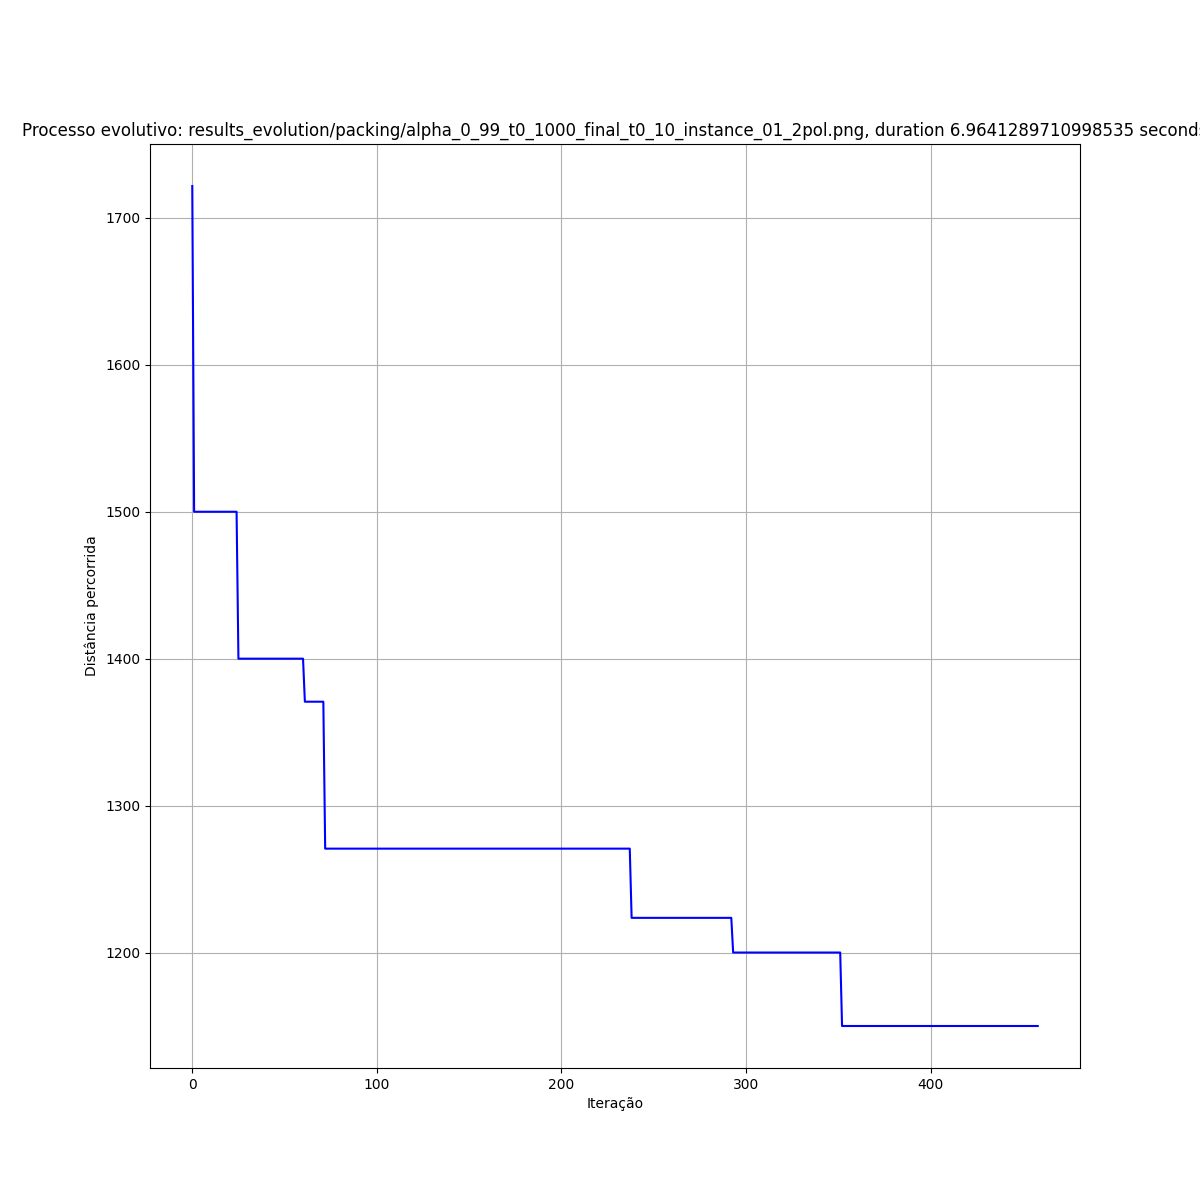 Processo evolutivo: results_evolution/packing/alpha_0_99_t0_1000_final_t0_10_instance_01_2pol.png, duration 6.9641289710998535 second
1700
1600
1500
1400
1300
1200
Distância percorrida
0 100 200 300 400
Iteração